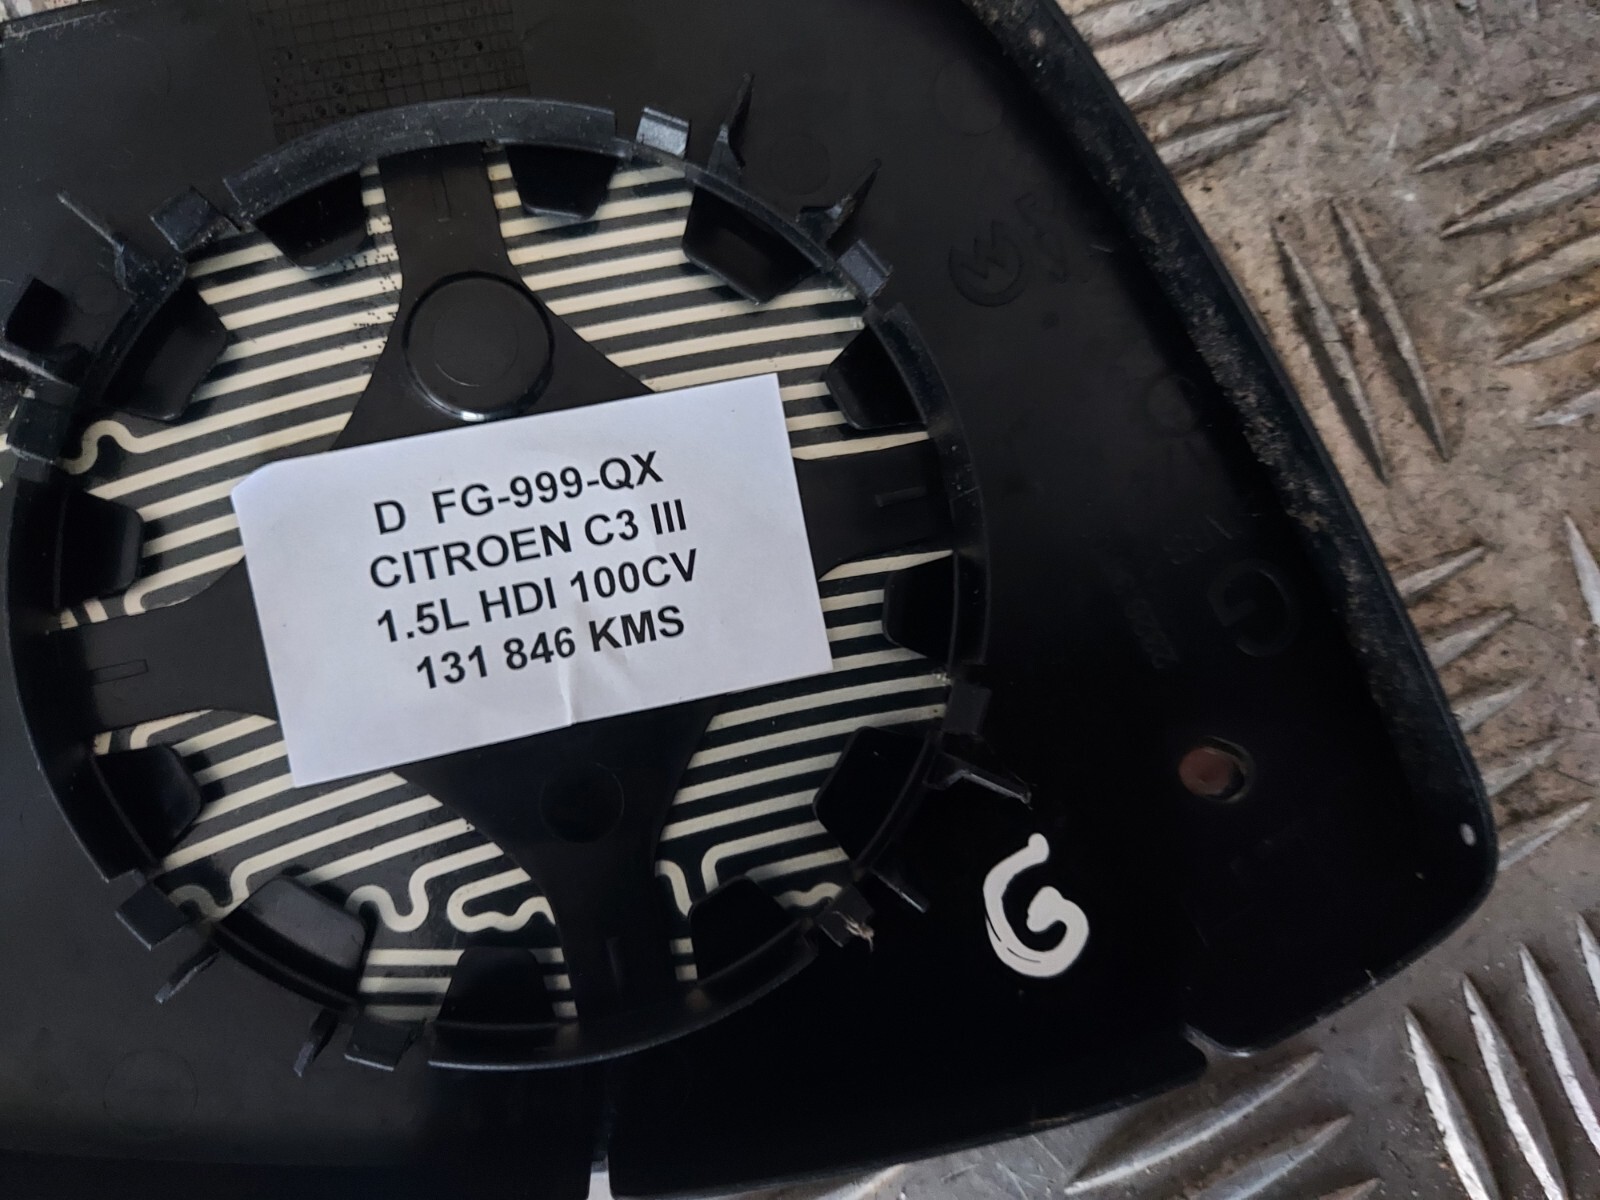 D FG-999-QX
CITROEN C3 III
1.5L HDI 100CV
131 846 KMS
G
G